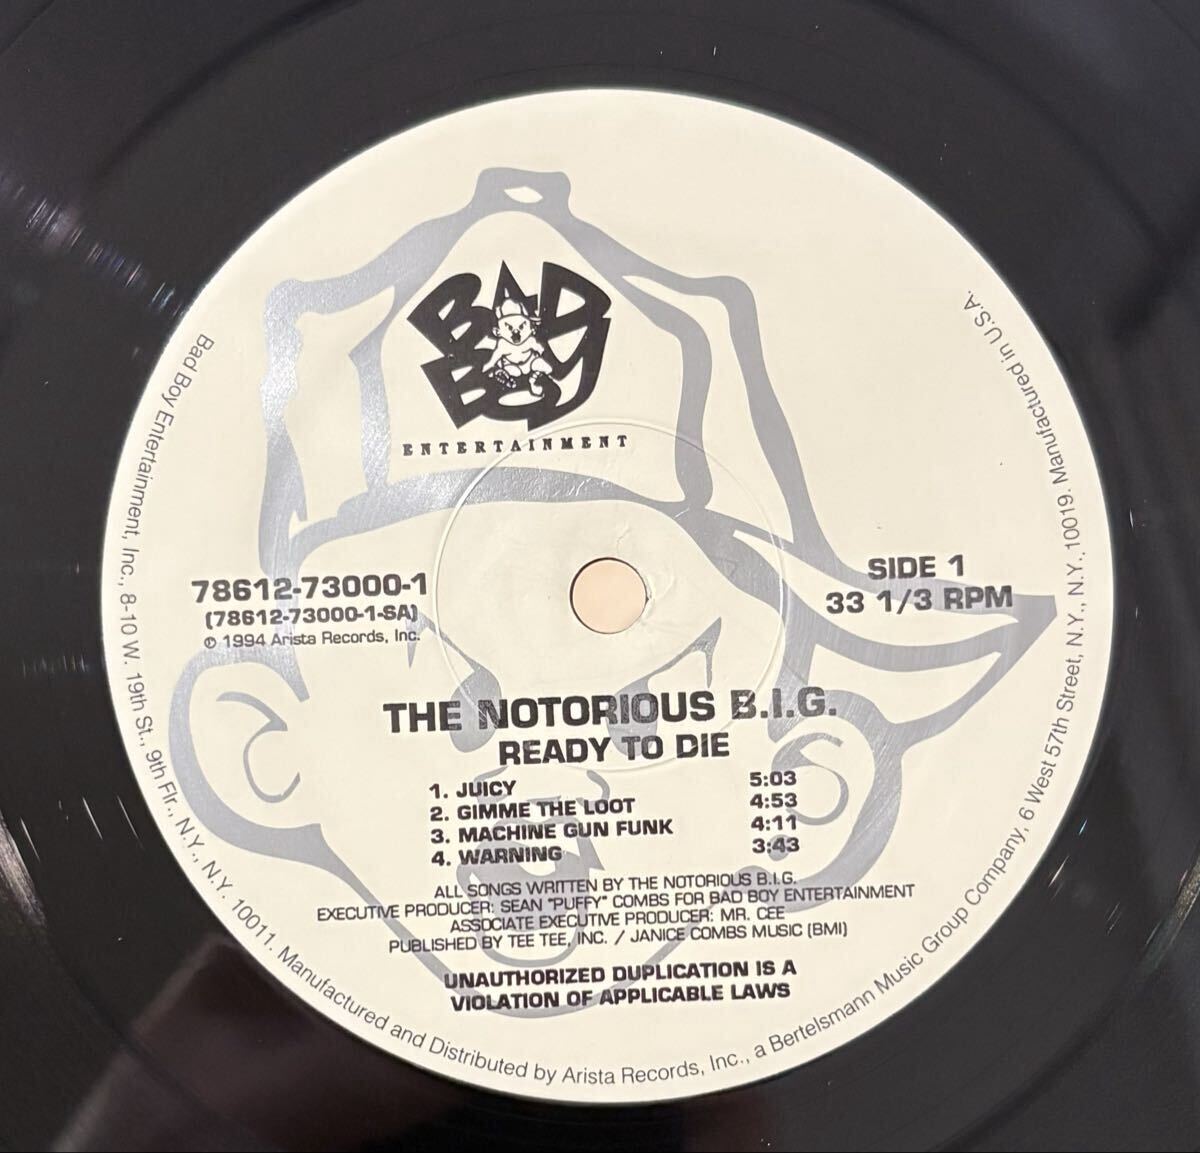 BAD
BOY
ENTERTAINMENT
78612-73000-1
(78612-73000-1-SA)
℗ 1994 Arista Records, Inc.
SIDE 1
33 1/3 RPM
THE NOTORIOUS B.I.G.
READY TO DIE
1. JUICY 5:03
2. GIMME THE LOOT 4:53
3. MACHINE GUN FUNK 4:11
4. WARNING 3:43
ALL SONGS WRITTEN BY THE NOTORIOUS B.I.G.
EXECUTIVE PRODUCER: SEAN "PUFFY" COMBS FOR BAD BOY ENTERTAINMENT
ASSOCIATE EXECUTIVE PRODUCER: MR. CEE
PUBLISHED BY TEE TEE, INC. / JANICE COMBS MUSIC (BMI)
UNAUTHORIZED DUPLICATION IS A
VIOLATION OF APPLICABLE LAWS
Bad Boy Entertainment, Inc., 8-10 W. 19th St., 9th Flr., N.Y., N.Y. 10011. Manufactured and Distributed by Arista Records, Inc., a Bertelsmann Music Group Company, 6 West 57th Street, N.Y., N.Y. 10019. Manufactured in U.S.A.